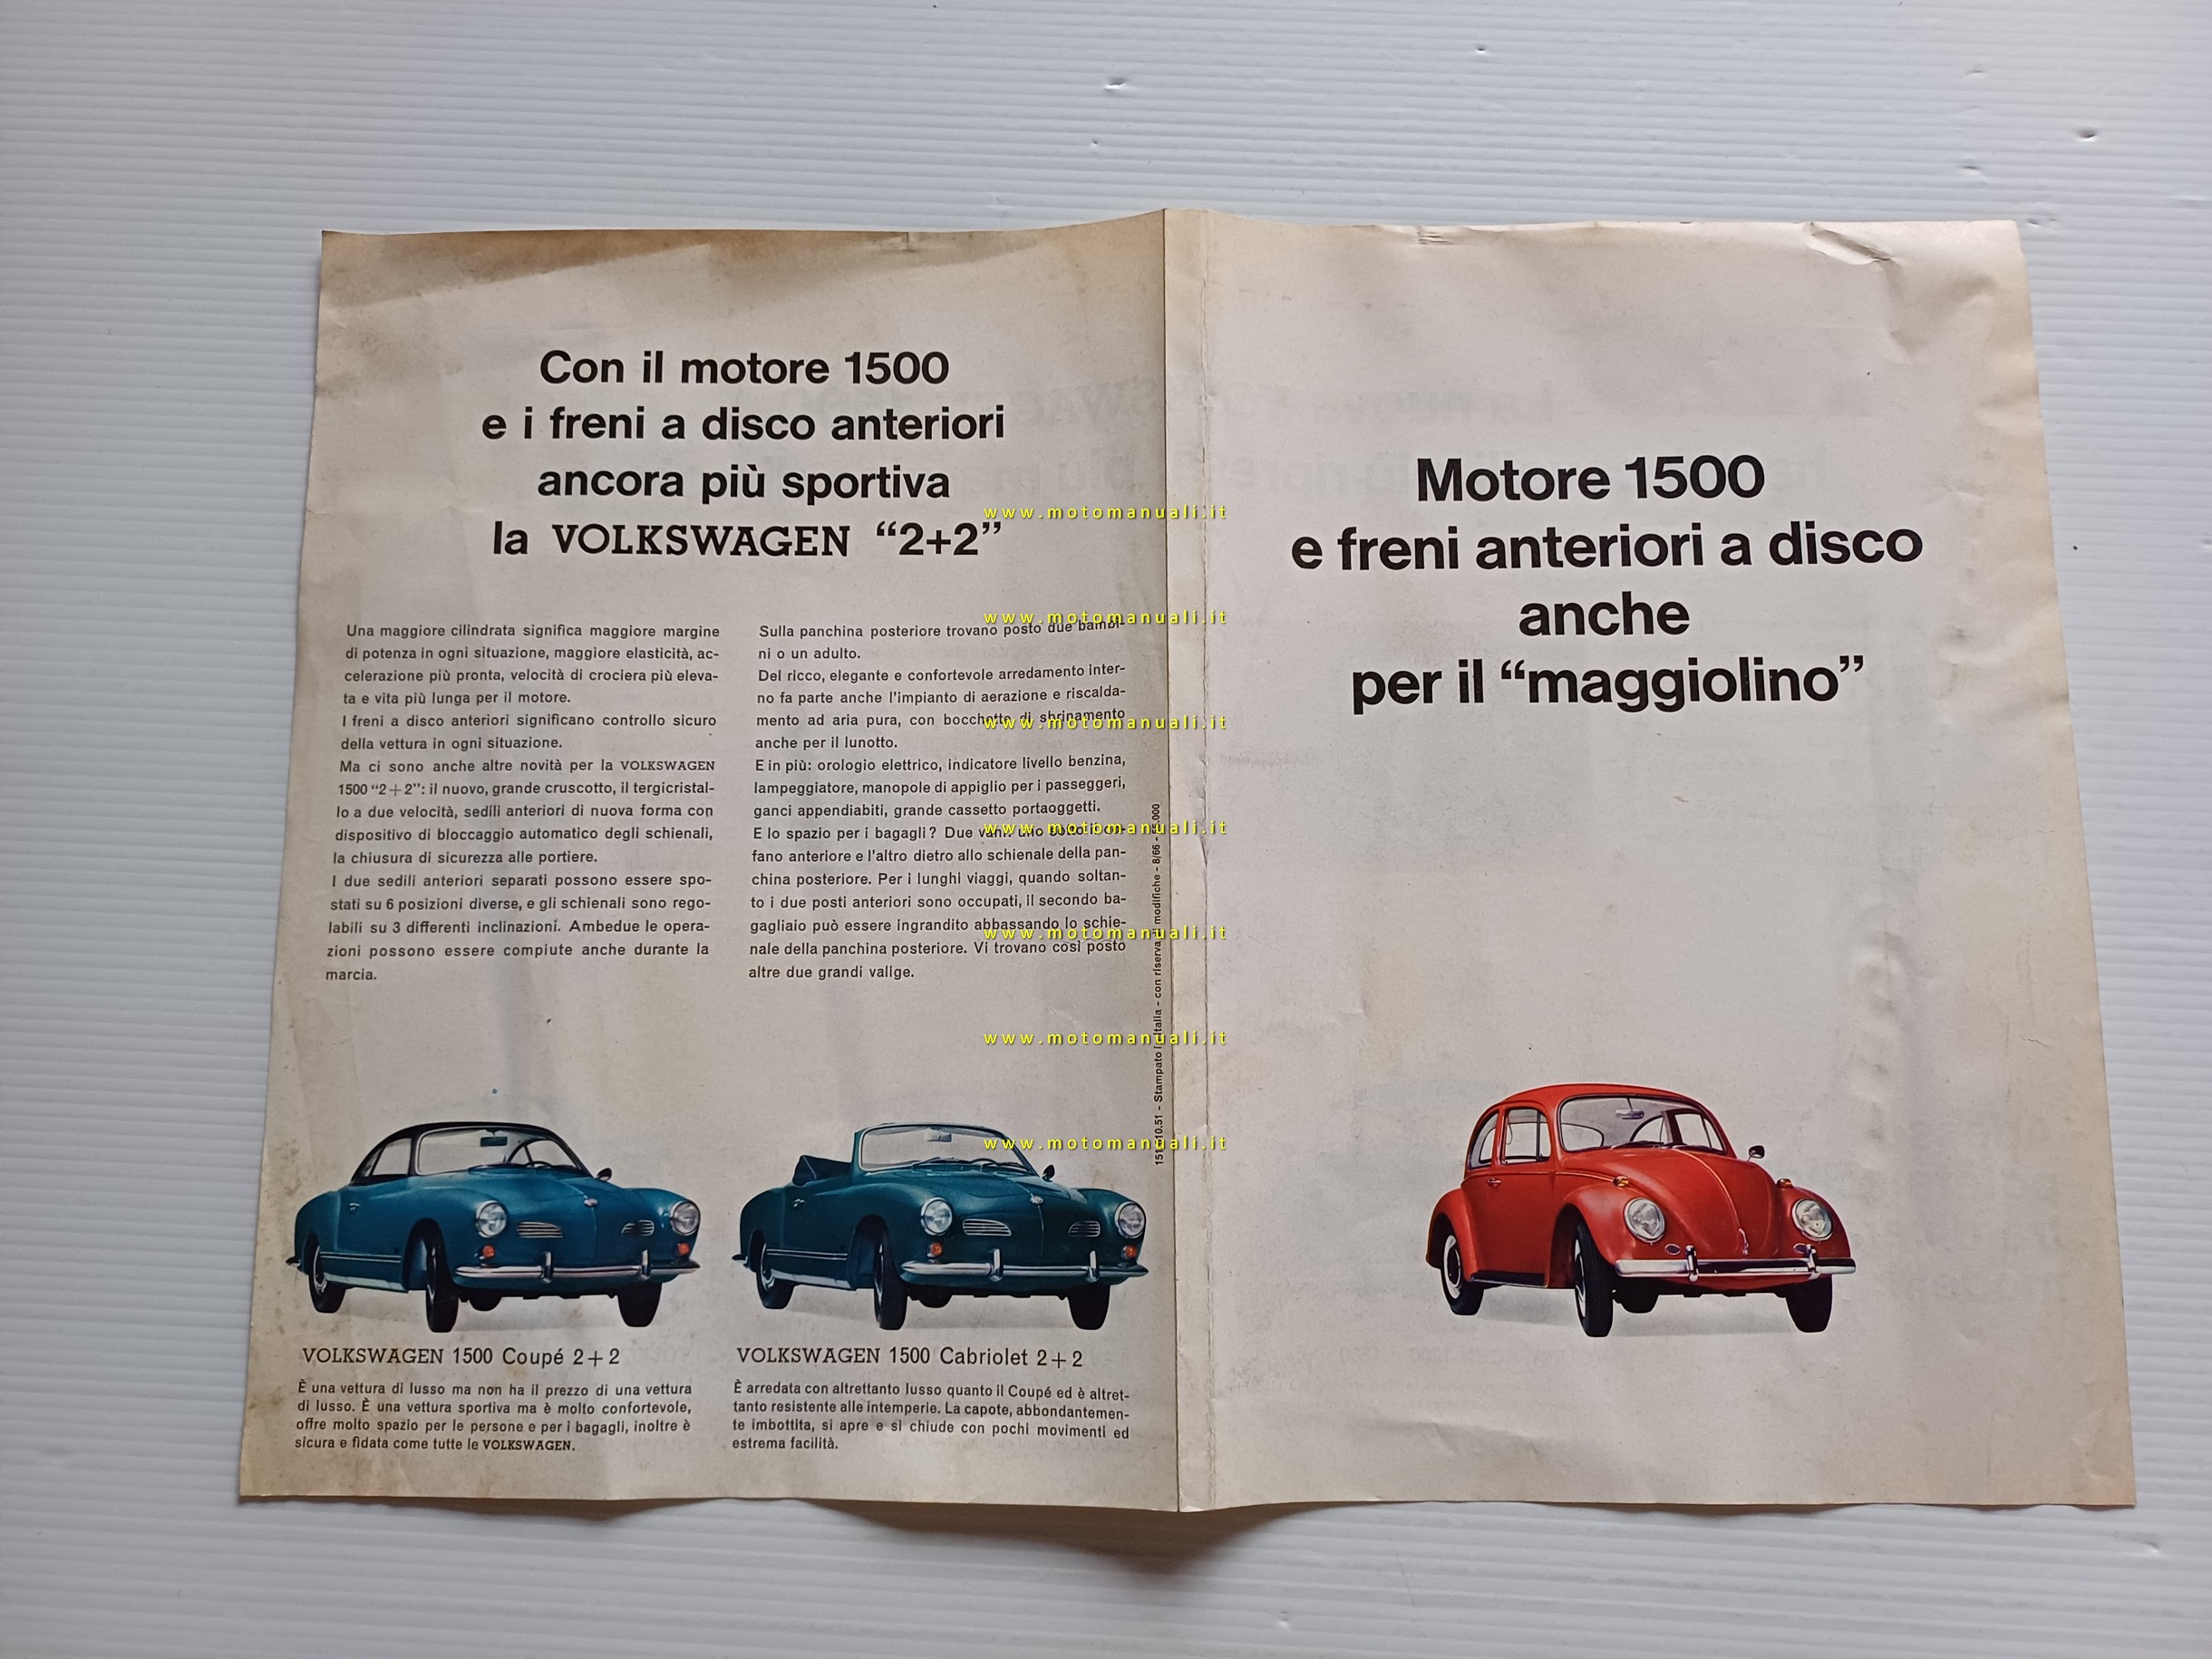 Con il motore 1500
e i freni a disco anteriori
ancora più sportiva
la VOLKSWAGEN “2+2”
Una maggiore cilindrata significa maggiore margine
di potenza in ogni situazione, maggiore elasticità, ac-
celerazione più pronta, velocità di crociera più eleva-
ta e vita più lunga per il motore.
I freni a disco anteriori significano controllo sicuro
della vettura in ogni situazione.
Ma ci sono anche altre novità per la VOLKSWAGEN
1500 “2+2”: il nuovo, grande cruscotto, il tergicristal-
lo a due velocità, sedili anteriori di nuova forma con
dispositivo di bloccaggio automatico degli schienali,
la chiusura di sicurezza alle portiere.
I due sedili anteriori separati possono essere spo-
stati su 6 posizioni diverse, e gli schienali sono rego-
labili su 3 differenti inclinazioni. Ambedue le opera-
zioni possono essere compiute anche durante la
marcia.
Sulla panchina posteriore trovano posto due bambi-
ni o un adulto.
Del ricco, elegante e confortevole arredamento inter-
no fa parte anche l'impianto di aerazione e riscalda-
mento ad aria pura, con bocchette di sbrinamento
anche per il lunotto.
E in più: orologio elettrico, indicatore livello benzina,
lampeggiatore, manopole di appiglio per i passeggeri,
ganci appendiabiti, grande cassetto portaoggetti.
E lo spazio per i bagagli? Due vani: uno sotto il co-
fano anteriore e l'altro dietro allo schienale della pan-
china posteriore. Per i lunghi viaggi, quando soltan-
to i due posti anteriori sono occupati, il secondo ba-
gagliaio può essere ingrandito abbassando lo schie-
nale della panchina posteriore. Vi trovano così posto
altre due grandi valige.
VOLKSWAGEN 1500 Coupé 2+2
È una vettura di lusso ma non ha il prezzo di una vettura
di lusso. È una vettura sportiva ma è molto confortevole,
offre molto spazio per le persone e per i bagagli, inoltre è
sicura e fidata come tutte le VOLKSWAGEN.
VOLKSWAGEN 1500 Cabriolet 2+2
È arredata con altrettanto lusso quanto il Coupé ed è altret-
tanto resistente alle intemperie. La capote, abbondantemen-
te imbottita, si apre e si chiude con pochi movimenti ed
estrema facilità.
Stampato in Italia - con riserva di modifiche - 8/66
Motore 1500
e freni anteriori a disco
anche
per il “maggiolino”
www.motomanuali.it
www.motomanuali.it
www.motomanuali.it
www.motomanuali.it
www.motomanuali.it
www.motomanuali.it
www.motomanuali.it